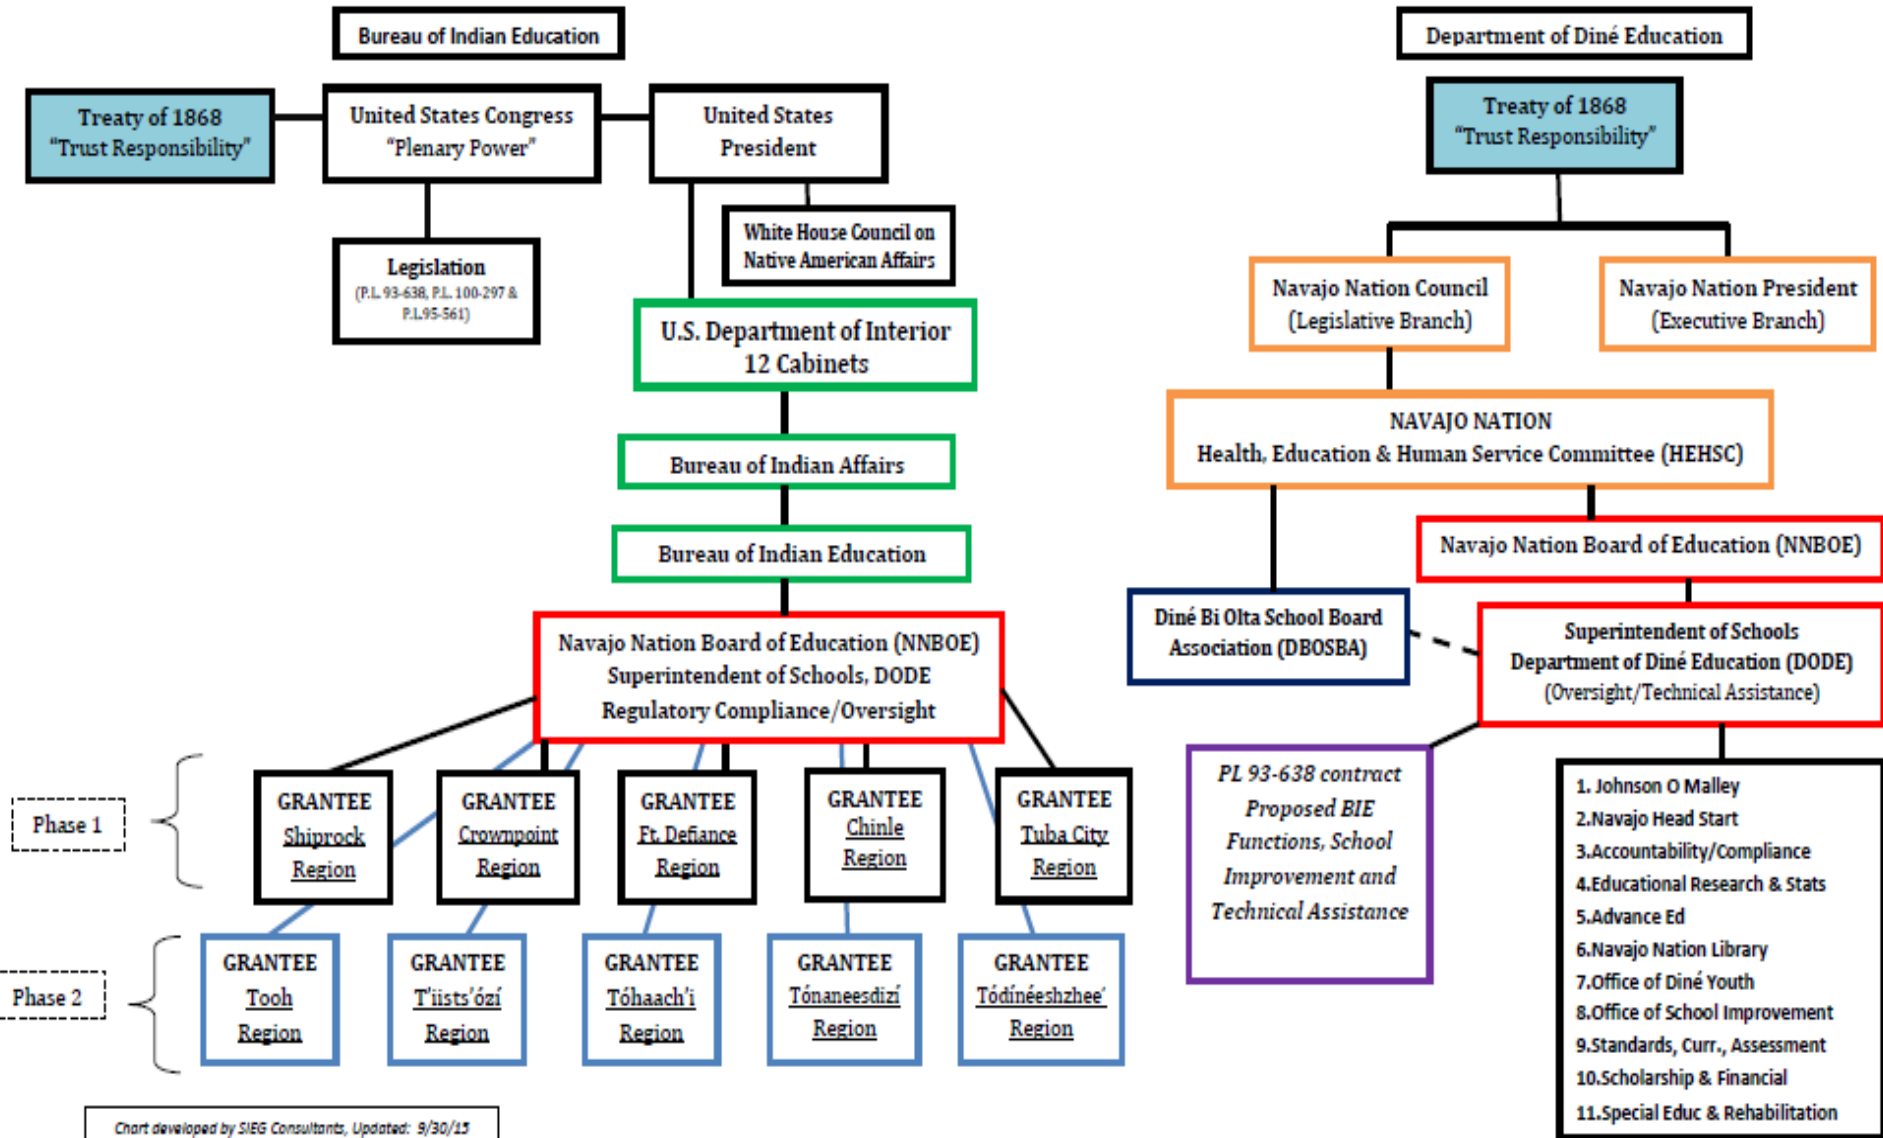 Bureau of Indian Education
Treaty of 1868
“Trust Responsibility”
United States Congress
“Plenary Power”
United States
President
White House Council on
Native American Affairs
Legislation
(P.L. 93-638, P.L. 100-297 &
P.L.95-561)
U.S. Department of Interior
12 Cabinets
Bureau of Indian Affairs
Bureau of Indian Education
Navajo Nation Board of Education (NNBOE)
Superintendent of Schools, DODE
Regulatory Compliance/Oversight
Phase 1
GRANTEE
Shiprock
Region
GRANTEE
Crownpoint
Region
GRANTEE
Ft. Defiance
Region
GRANTEE
Chinle
Region
GRANTEE
Tuba City
Region
Phase 2
GRANTEE
Tooh
Region
GRANTEE
T'iists'ózí
Region
GRANTEE
Tóhaach'i
Region
GRANTEE
Tónaneesdizí
Region
GRANTEE
Tódínéeshzhee'
Region
Chart developed by SIEG Consultants, Updated: 9/30/15
Department of Diné Education
Treaty of 1868
“Trust Responsibility”
Navajo Nation Council
(Legislative Branch)
Navajo Nation President
(Executive Branch)
NAVAJO NATION
Health, Education & Human Service Committee (HEHSC)
Navajo Nation Board of Education (NNBOE)
Diné Bi Olta School Board
Association (DBOSBA)
Superintendent of Schools
Department of Diné Education (DODE)
(Oversight/Technical Assistance)
PL 93-638 contract
Proposed BIE
Functions, School
Improvement and
Technical Assistance
1. Johnson O Malley
2.Navajo Head Start
3.Accountability/Compliance
4.Educational Research & Stats
5.Advance Ed
6.Navajo Nation Library
7.Office of Diné Youth
8.Office of School Improvement
9.Standards, Curr., Assessment
10.Scholarship & Financial
11.Special Educ & Rehabilitation